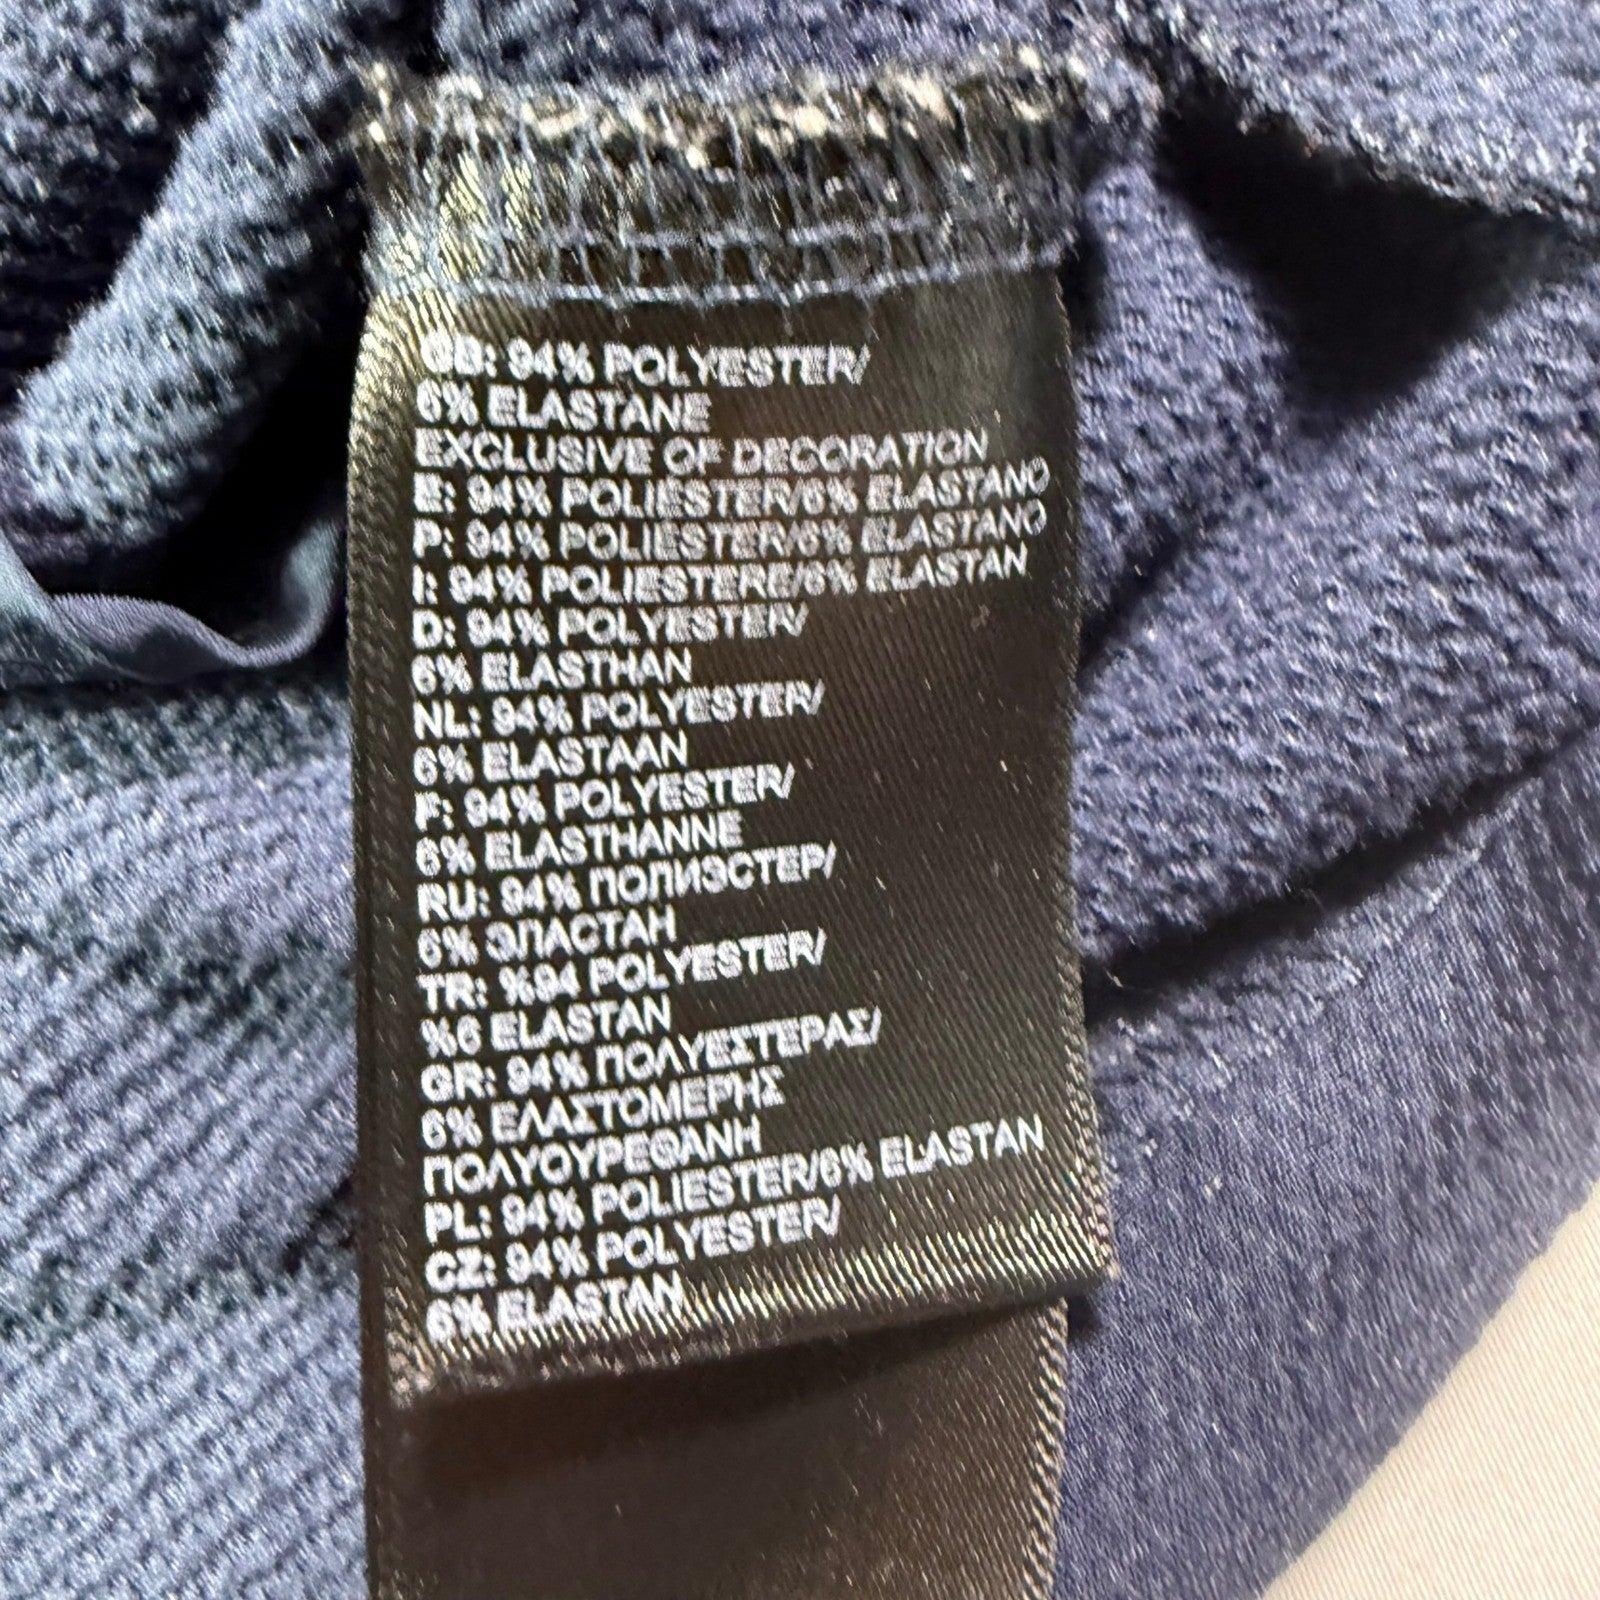 GB: 94% POLYESTER/
6% ELASTANE
EXCLUSIVE OF DECORATION
E: 94% POLIÉSTER/6% ELASTANO
P: 94% POLIÉSTER/6% ELASTANO
I: 94% POLIESTERE/6% ELASTAN
D: 94% POLYESTER/
6% ELASTHAN
NL: 94% POLYESTER/
6% ELASTAAN
F: 94% POLYESTER/
6% ELASTHANNE
RU: 94% ПОЛИЭСТЕР/
6% ЭЛАСТАН
TR: %94 POLYESTER/
%6 ELASTAN
GR: 94% ΠΟΛΥΕΣΤΕΡΑΣ/
6% ΕΛΑΣΤΟΜΕΡΗΣ
ΠΟΛΥΟΥΡΕΘΑΝΗ
PL: 94% POLIESTER/6% ELASTAN
CZ: 94% POLYESTER/
6% ELASTAN